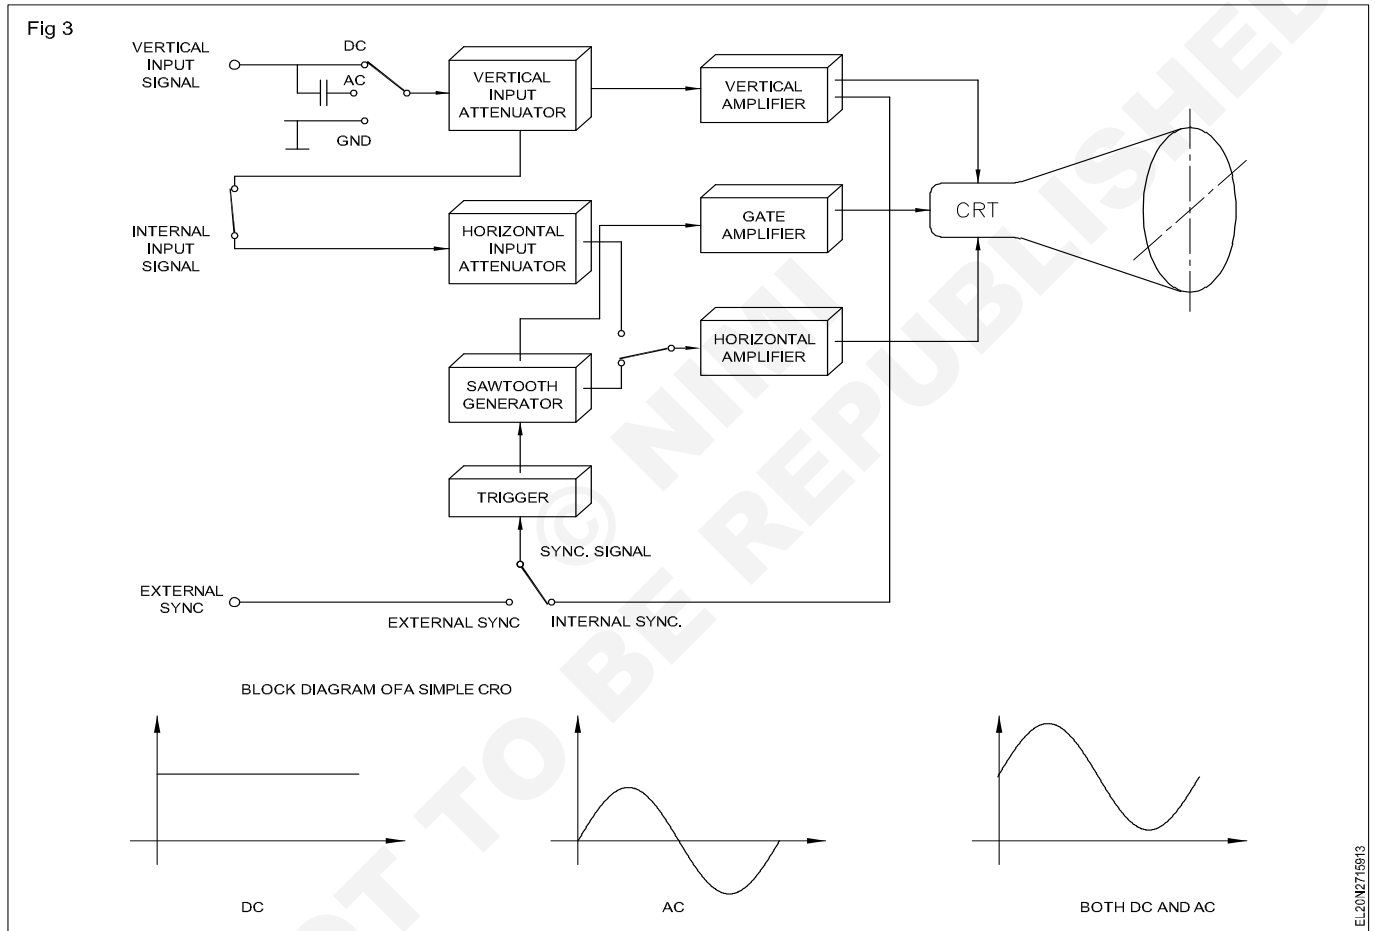 Fig 3
VERTICAL
INPUT
SIGNAL
DC
AC
GND
VERTICAL
INPUT
ATTENUATOR
VERTICAL
AMPLIFIER
INTERNAL
INPUT
SIGNAL
HORIZONTAL
INPUT
ATTENUATOR
GATE
AMPLIFIER
CRT
HORIZONTAL
AMPLIFIER
SAWTOOTH
GENERATOR
TRIGGER
SYNC. SIGNAL
EXTERNAL
SYNC
EXTERNAL SYNC
INTERNAL SYNC.
BLOCK DIAGRAM OFA SIMPLE CRO
DC
AC
BOTH DC AND AC
EL20N2715913
© NIMI
NOT TO BE REPUBLISHED